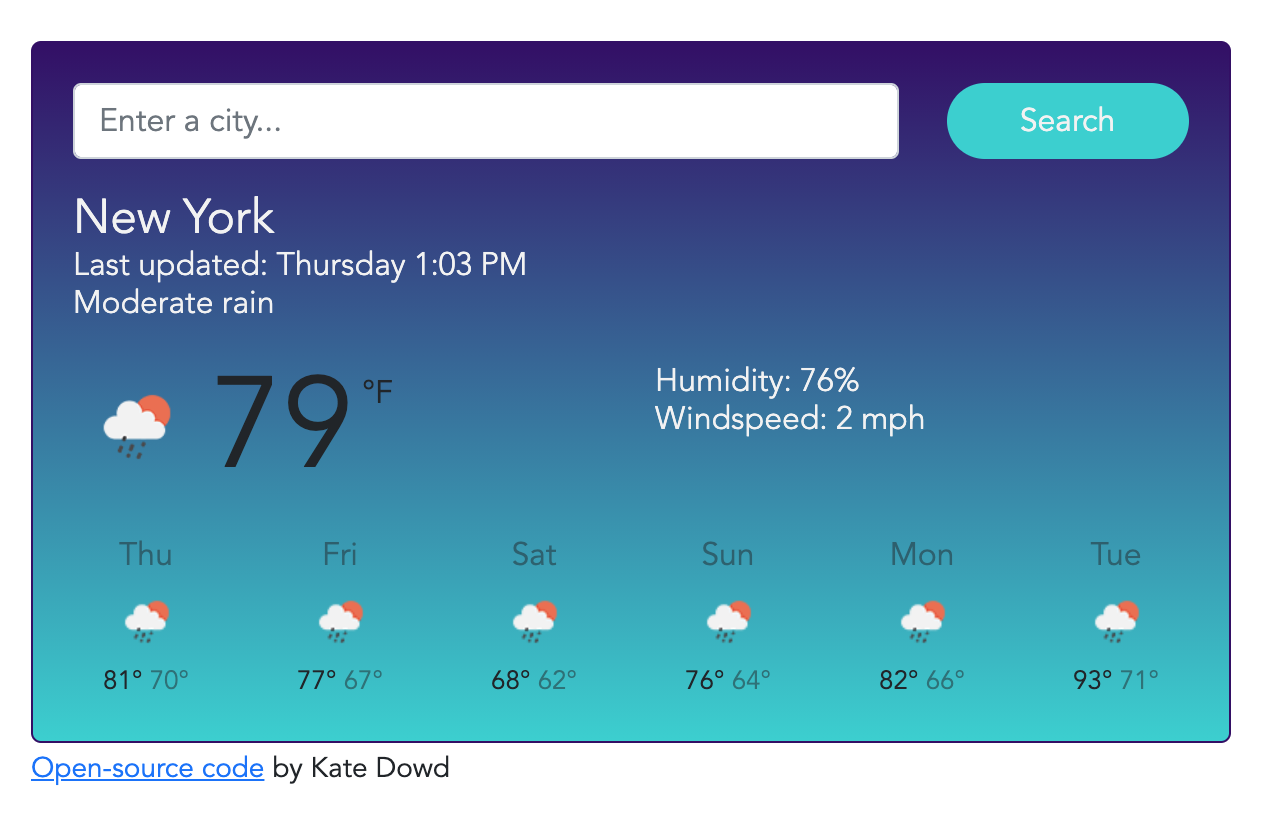 Enter a city...
Search
New York
Last updated: Thursday 1:03 PM
Moderate rain
79 °F
Humidity: 76%
Windspeed: 2 mph
Thu Fri Sat Sun Mon Tue
81° 70° 77° 67° 68° 62° 76° 64° 82° 66° 93° 71°
Open-source code by Kate Dowd